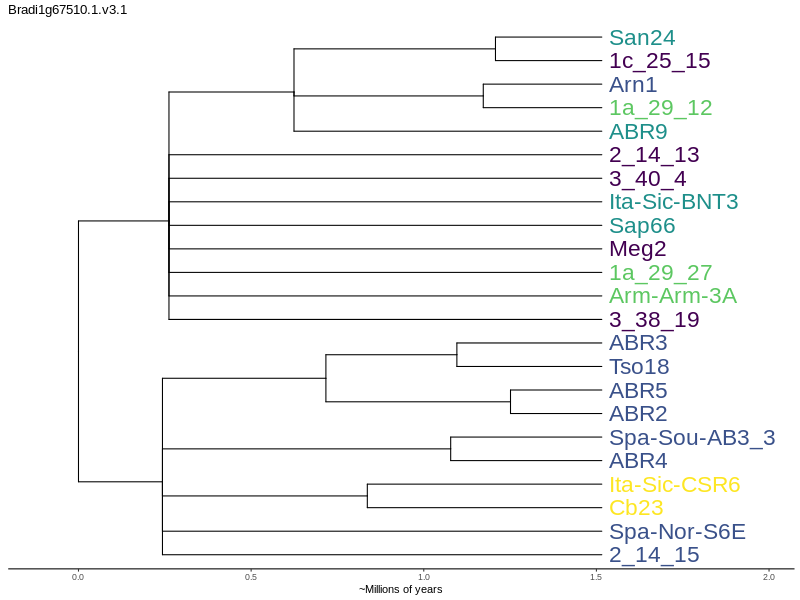 Bradi1g67510.1.v3.1
San24
1c_25_15
Arn1
1a_29_12
ABR9
2_14_13
3_40_4
Ita-Sic-BNT3
Sap66
Meg2
1a_29_27
Arm-Arm-3A
3_38_19
ABR3
Tso18
ABR5
ABR2
Spa-Sou-AB3_3
ABR4
Ita-Sic-CSR6
Cb23
Spa-Nor-S6E
2_14_15
0.0 0.5 1.0 1.5 2.0
~Millions of years